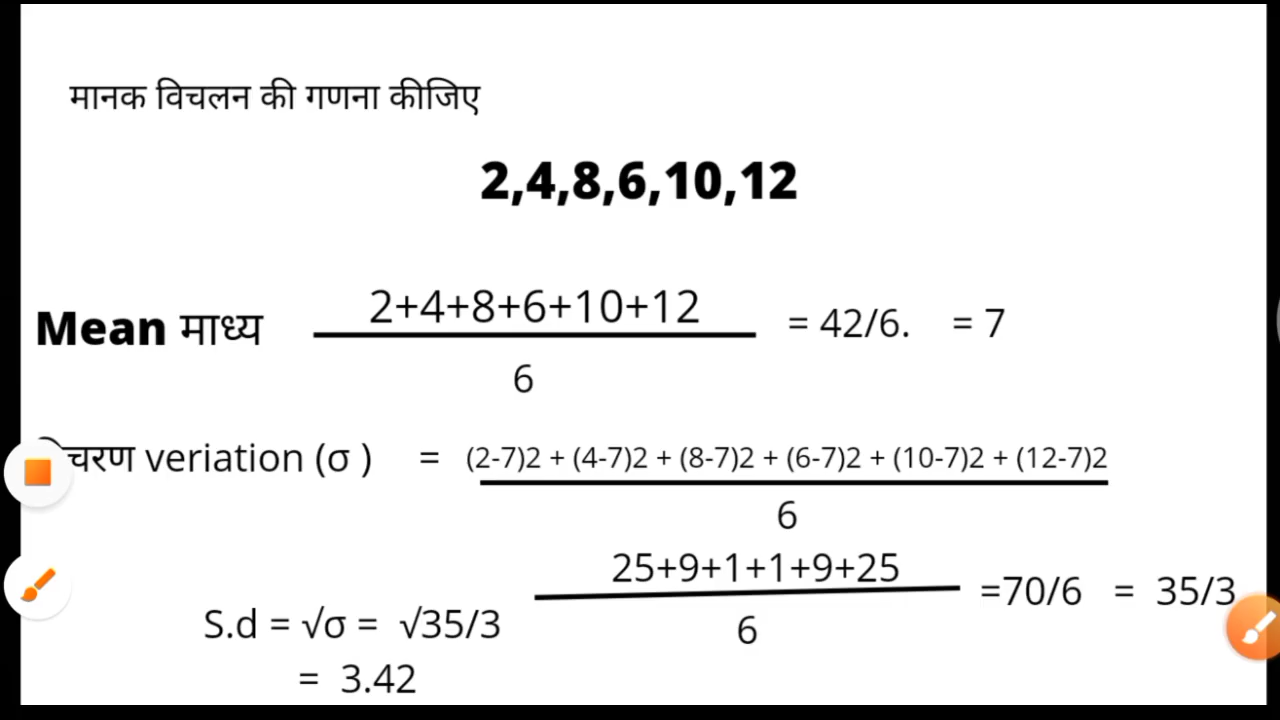 मानक विचलन की गणना कीजिए
2,4,8,6,10,12
Mean माध्य 2+4+8+6+10+12 = 42/6. = 7
6
veriation (σ ) = (2-7)2 + (4-7)2 + (8-7)2 + (6-7)2 + (10-7)2 + (12-7)2
6
25+9+1+1+9+25 =70/6 = 35/3
6
S.d = √σ = √35/3
= 3.42